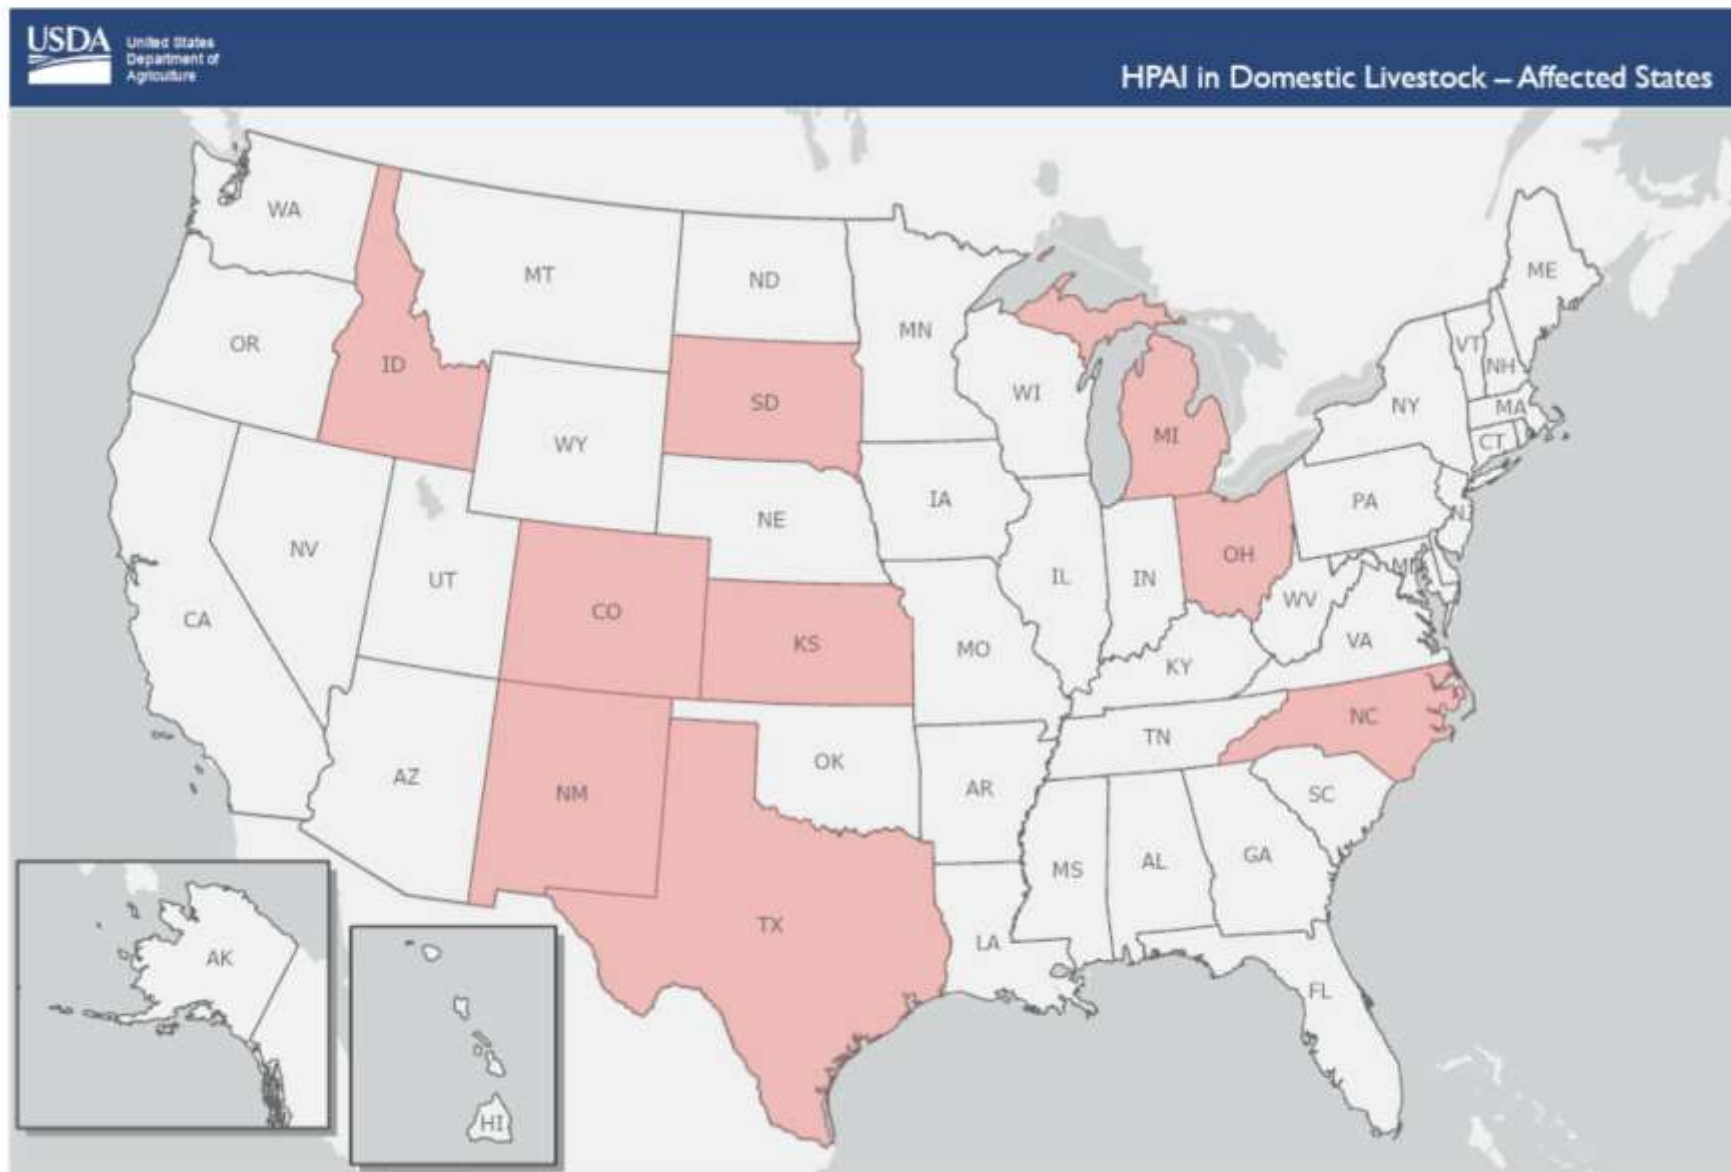 USDA
United States
Department of
Agriculture
HPAI in Domestic Livestock – Affected States
WA
MT
ND
MN
ME
OR
ID
SD
WI
MI
NY
VT
NH
MA
CT
WY
IA
PA
NJ
NV
UT
NE
IL
IN
OH
MD
WV
CA
CO
KS
MO
KY
VA
AZ
NM
OK
AR
TN
NC
SC
TX
LA
MS
AL
GA
FL
AK
HI